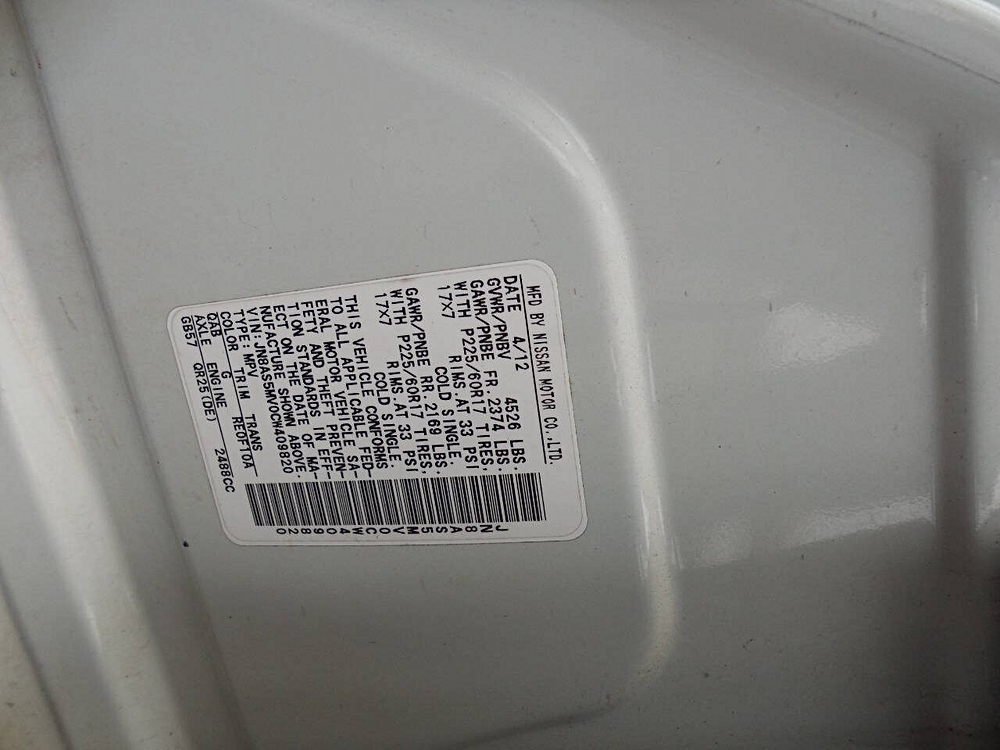 MFD BY NISSAN MOTOR CO.,LTD.
DATE 4/12
GVWR/PNBV 4526 LBS.
GAWR/PNBE FR.2374 LBS.
WITH P225/60R17 TIRES,
17X7 RIMS.AT 33 PSI
COLD SINGLE.
GAWR/PNBE RR.2169 LBS.
WITH P225/60R17 TIRES,
17X7 RIMS.AT 33 PSI
COLD SINGLE.
THIS VEHICLE CONFORMS
TO ALL APPLICABLE FED-
ERAL MOTOR VEHICLE SA-
FETY AND THEFT PREVEN-
TION STANDARDS IN EFF-
ECT ON THE DATE OF MA-
NUFACTURE SHOWN ABOVE.
VIN:JN8AS5MV0CW409820
TYPE:MPV
COLOR TRIM TRANS
QAB G RE0F10A
AXLE ENGINE
GB57 QR25(DE) 2488CC
JN8AS5MV0CW409820